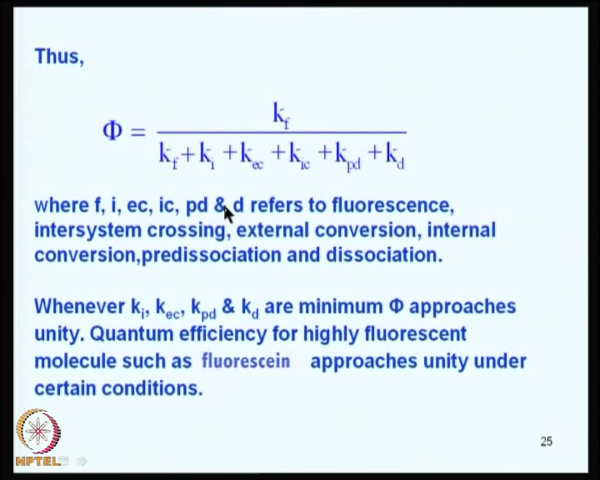 Thus,
Φ = k_f / (k_f + k_i + k_ec + k_ic + k_pd + k_d)
where f, i, ec, ic, pd & d refers to fluorescence,
intersystem crossing, external conversion, internal
conversion,predissociation and dissociation.
Whenever k_i, k_ec, k_pd & k_d are minimum Φ approaches
unity. Quantum efficiency for highly fluorescent
molecule such as fluorescein approaches unity under
certain conditions.
25
NPTEL